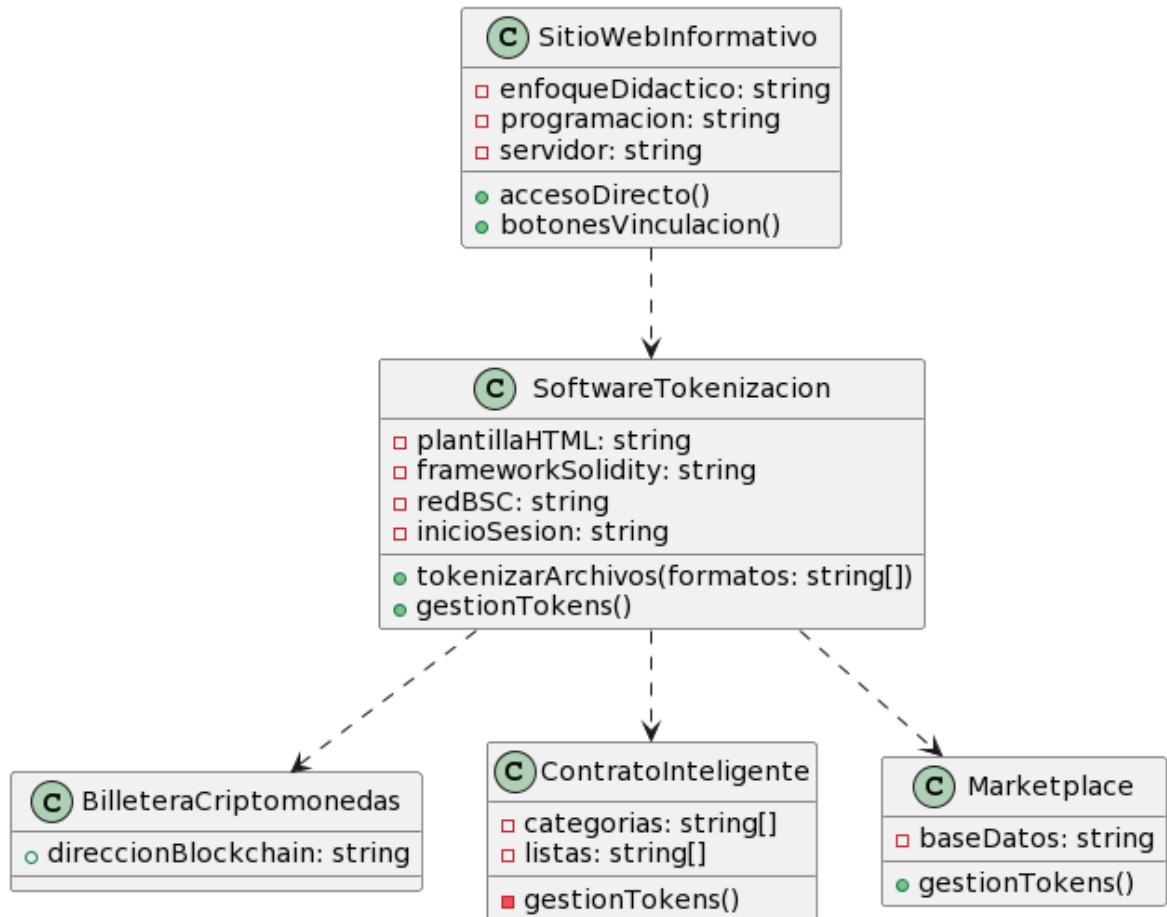 C SitioWebInformativo
enfoqueDidactico: string
programacion: string
servidor: string
accesoDirecto()
botonesVinculacion()
C SoftwareTokenizacion
plantillaHTML: string
frameworkSolidity: string
redBSC: string
inicioSesion: string
tokenizarArchivos(formatos: string[])
gestionTokens()
C BilleteraCriptomonedas
direccionBlockchain: string
C ContratoInteligente
categorias: string[]
listas: string[]
gestionTokens()
C Marketplace
baseDatos: string
gestionTokens()